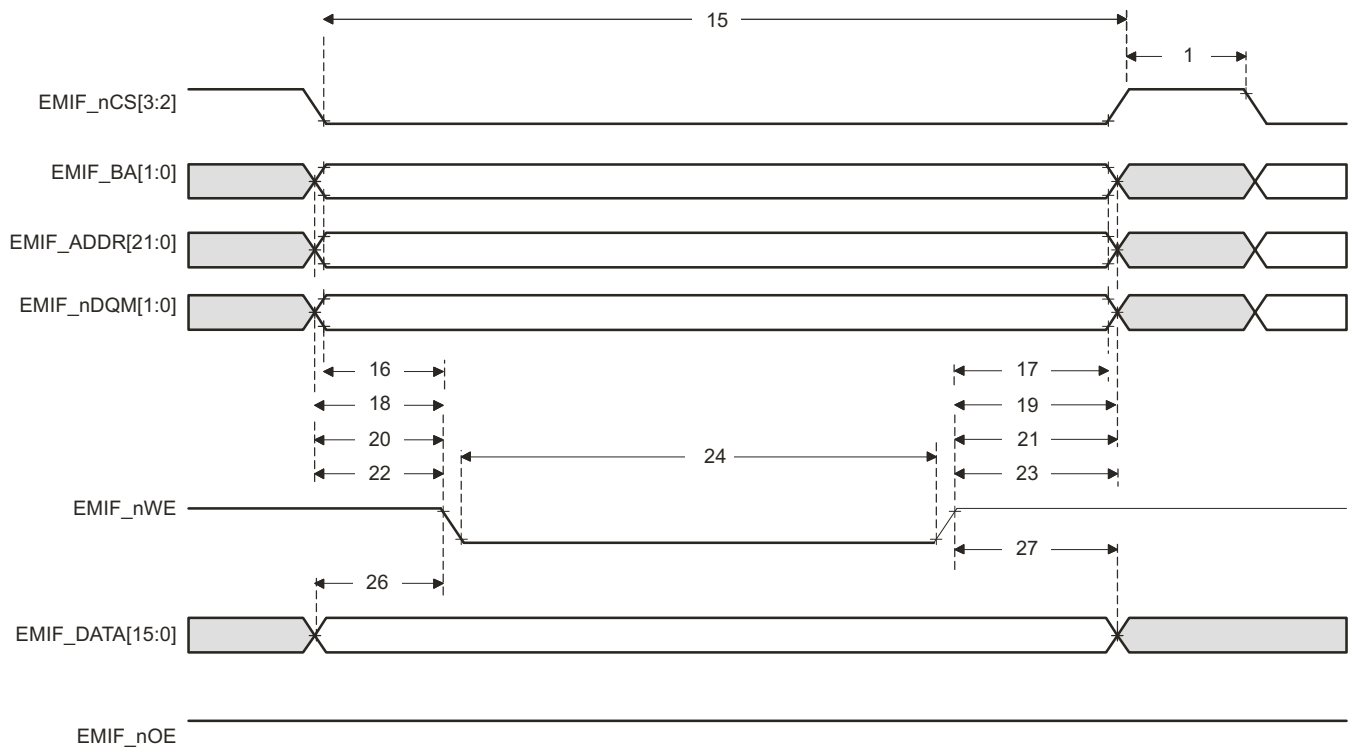 15
1
EMIF_nCS[3:2]
EMIF_BA[1:0]
EMIF_ADDR[21:0]
EMIF_nDQM[1:0]
16 17
18 19
20 21
24
22 23
EMIF_nWE
27
26
EMIF_DATA[15:0]
EMIF_nOE